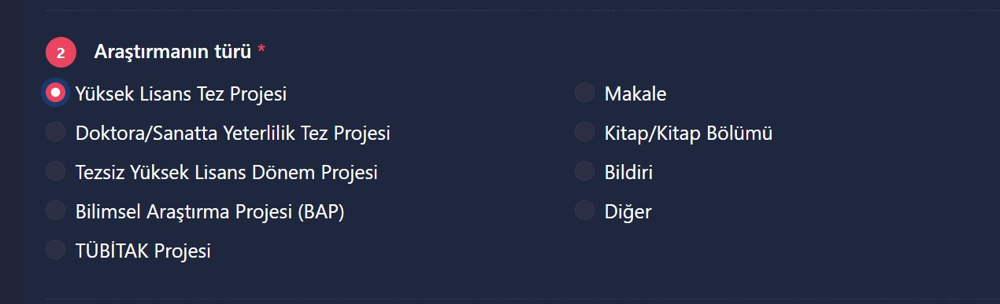 2 Araştırmanın türü *
Yüksek Lisans Tez Projesi
Doktora/Sanatta Yeterlilik Tez Projesi
Tezsiz Yüksek Lisans Dönem Projesi
Bilimsel Araştırma Projesi (BAP)
TÜBİTAK Projesi
Makale
Kitap/Kitap Bölümü
Bildiri
Diğer